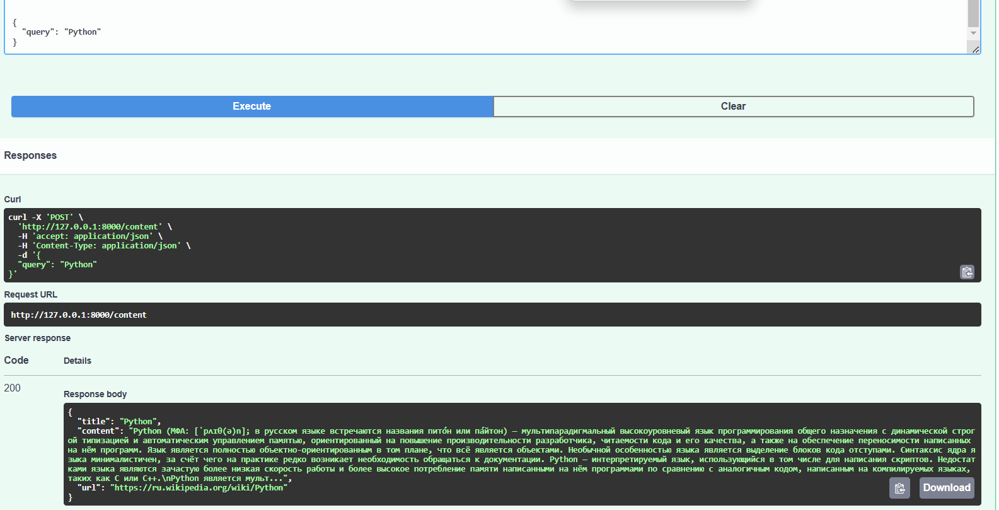 {
  "query": "Python"
}
Execute
Clear
Responses
Curl
curl -X 'POST' \
  'http://127.0.0.1:8000/content' \
  -H 'accept: application/json' \
  -H 'Content-Type: application/json' \
  -d '{
  "query": "Python"
}'
Request URL
http://127.0.0.1:8000/content
Server response
Code
Details
200
Response body
{
  "title": "Python",
  "content": "Python (МФА: [ˈpʌɪθ(ə)n]; в русском языке встречаются названия пито́н или па́йтон) — мультипарадигмальный высокоуровневый язык программирования общего назначения с динамической строг
ой типизацией и автоматическим управлением памятью, ориентированный на повышение производительности разработчика, читаемости кода и его качества, а также на обеспечение переносимости написанных
на нём программ. Язык является полностью объектно-ориентированным в том плане, что всё является объектами. Необычной особенностью языка является выделение блоков кода отступами. Синтаксис ядра я
зыка минималистичен, за счёт чего на практике редко возникает необходимость обращаться к документации. Python — интерпретируемый язык, использующийся в том числе для написания скриптов. Недостат
ками языка являются зачастую более низкая скорость работы и более высокое потребление памяти написанными на нём программами по сравнению с аналогичным кодом, написанным на компилируемых языках,
таких как C или C++.\nPython является мульт...",
  "url": "https://ru.wikipedia.org/wiki/Python"
}
Download